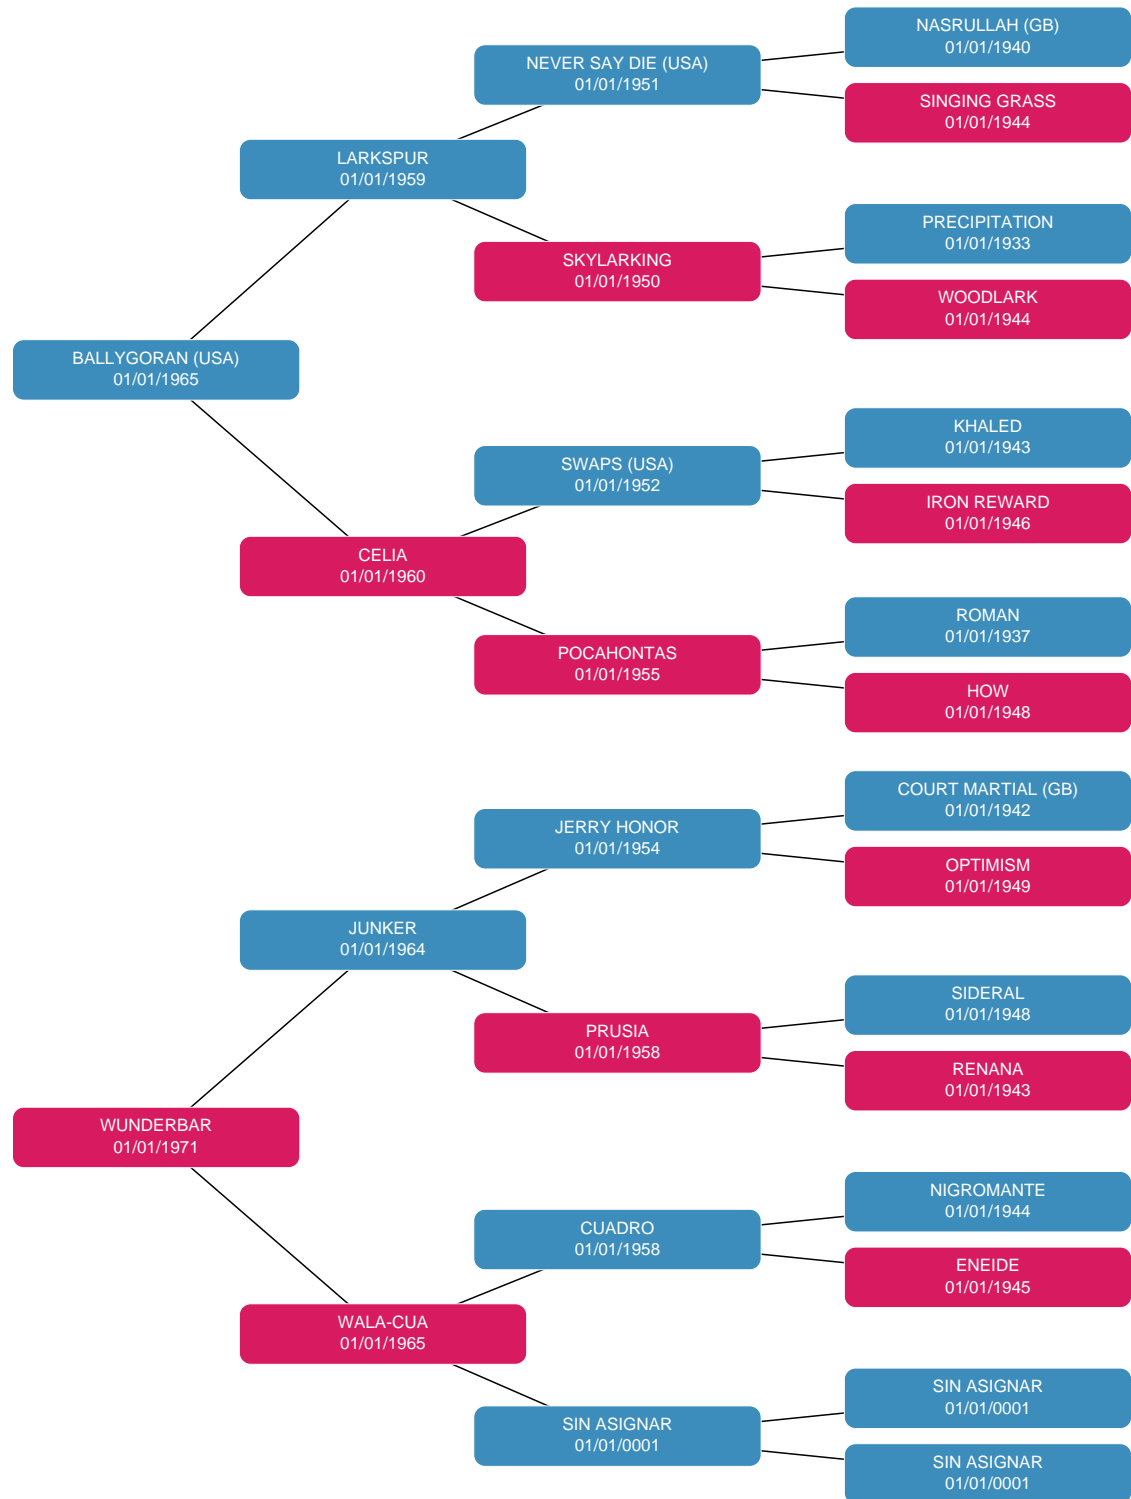 NASRULLAH (GB)
01/01/1940
NEVER SAY DIE (USA)
01/01/1951
SINGING GRASS
01/01/1944
LARKSPUR
01/01/1959
PRECIPITATION
01/01/1933
SKYLARKING
01/01/1950
WOODLARK
01/01/1944
BALLYGORAN (USA)
01/01/1965
KHALED
01/01/1943
SWAPS (USA)
01/01/1952
IRON REWARD
01/01/1946
CELIA
01/01/1960
ROMAN
01/01/1937
POCAHONTAS
01/01/1955
HOW
01/01/1948
COURT MARTIAL (GB)
01/01/1942
JERRY HONOR
01/01/1954
OPTIMISM
01/01/1949
JUNKER
01/01/1964
SIDERAL
01/01/1948
PRUSIA
01/01/1958
RENANA
01/01/1943
WUNDERBAR
01/01/1971
NIGROMANTE
01/01/1944
CUADRO
01/01/1958
ENEIDE
01/01/1945
WALA-CUA
01/01/1965
SIN ASIGNAR
01/01/0001
SIN ASIGNAR
01/01/0001
SIN ASIGNAR
01/01/0001